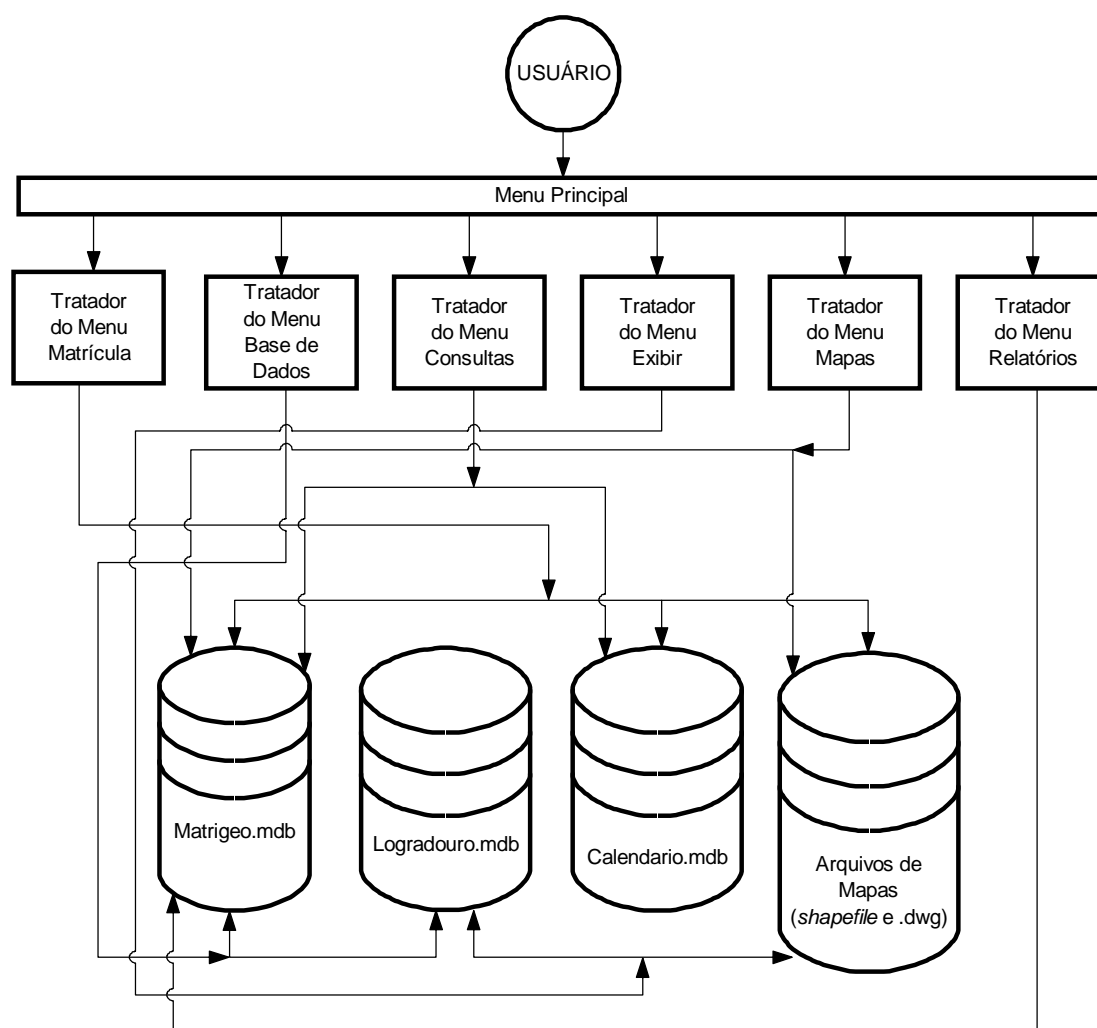 USUÁRIO
Menu Principal
Tratador
do Menu
Matrícula
Tratador
do Menu
Base de
Dados
Tratador
do Menu
Consultas
Tratador
do Menu
Exibir
Tratador
do Menu
Mapas
Tratador
do Menu
Relatórios
Matrigeo.mdb
Logradouro.mdb
Calendario.mdb
Arquivos de
Mapas
(shapefile e .dwg)